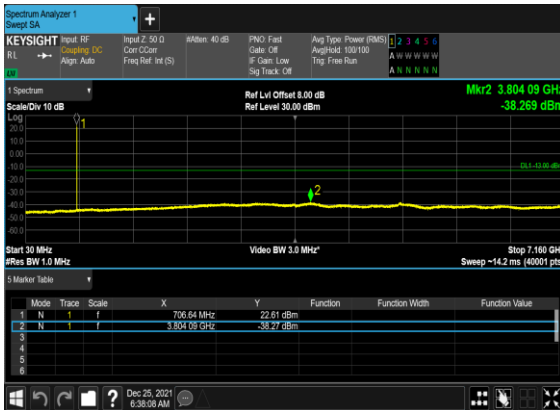 Spectrum Analyzer 1
Swept SA
KEYSIGHT
RL
Input: RF
Coupling: DC
Align: Auto
Input Z: 50 Ω
Corr CCorr
Freq Ref: Int (S)
#Atten: 40 dB
PNO: Fast
Gate: Off
IF Gain: Low
Sig Track: Off
Avg Type: Power (RMS)
Avg|Hold: 100/100
Trig: Free Run
1 2 3 4 5 6
A W W W W W
A N N N N N
1 Spectrum
Scale/Div 10 dB
Ref Lvl Offset 8.00 dB
Ref Level 30.00 dBm
Mkr2 3.804 09 GHz
-38.269 dBm
Log
20.0
10.0
0.00
-10.0
-20.0
-30.0
-40.0
-50.0
-60.0
1
2
DL1 -13.00 dBm
Start 30 MHz
#Res BW 1.0 MHz
Video BW 3.0 MHz*
Stop 7.160 GHz
Sweep ~14.2 ms (40001 pts)
5 Marker Table
Mode Trace Scale X Y Function Function Width Function Value
1 N 1 f 706.64 MHz 22.61 dBm
2 N 1 f 3.804 09 GHz -38.27 dBm
3
4
5
6
?
Dec 25, 2021
6:38:08 AM